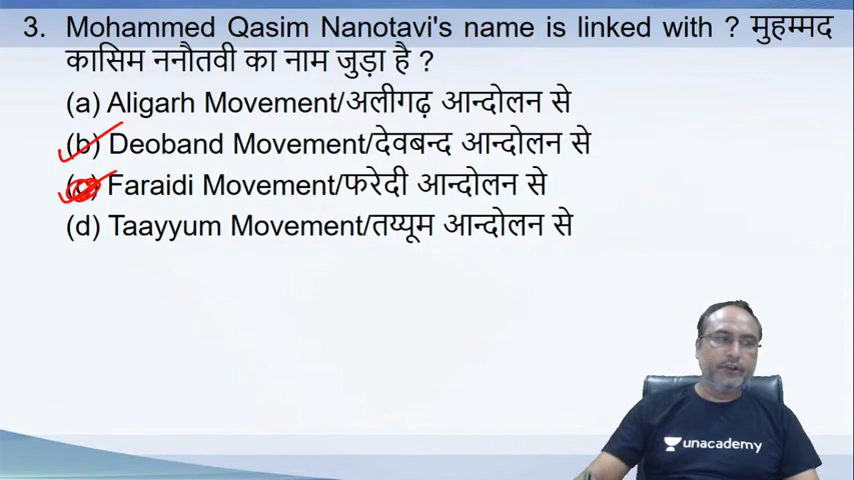 3. Mohammed Qasim Nanotavi's name is linked with ? मुहम्मद
कासिम ननौतवी का नाम जुड़ा है ?
(a) Aligarh Movement/अलीगढ़ आन्दोलन से
(b) Deoband Movement/देवबन्द आन्दोलन से
(c) Faraidi Movement/फरेदी आन्दोलन से
(d) Taayyum Movement/तय्यूम आन्दोलन से
unacademy